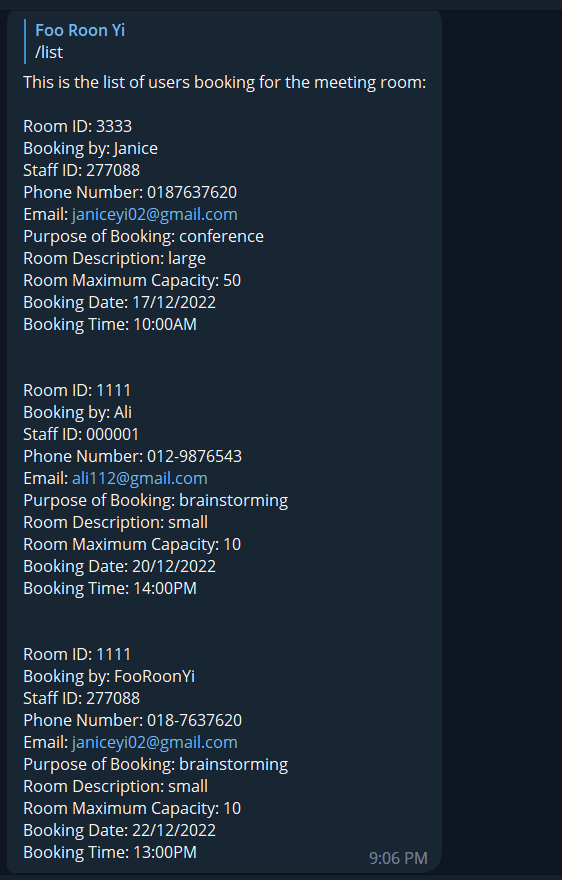 Foo Roon Yi
/list
This is the list of users booking for the meeting room:
Room ID: 3333
Booking by: Janice
Staff ID: 277088
Phone Number: 0187637620
Email: janiceyi02@gmail.com
Purpose of Booking: conference
Room Description: large
Room Maximum Capacity: 50
Booking Date: 17/12/2022
Booking Time: 10:00AM
Room ID: 1111
Booking by: Ali
Staff ID: 000001
Phone Number: 012-9876543
Email: ali112@gmail.com
Purpose of Booking: brainstorming
Room Description: small
Room Maximum Capacity: 10
Booking Date: 20/12/2022
Booking Time: 14:00PM
Room ID: 1111
Booking by: FooRoonYi
Staff ID: 277088
Phone Number: 018-7637620
Email: janiceyi02@gmail.com
Purpose of Booking: brainstorming
Room Description: small
Room Maximum Capacity: 10
Booking Date: 22/12/2022
Booking Time: 13:00PM
9:06 PM